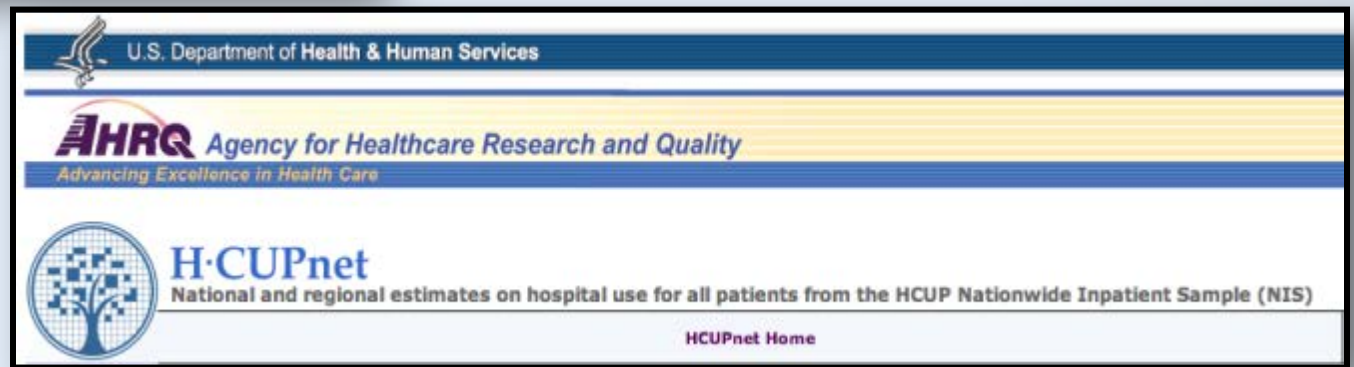 U.S. Department of Health & Human Services
AHRQ Agency for Healthcare Research and Quality
Advancing Excellence in Health Care
H·CUPnet
National and regional estimates on hospital use for all patients from the HCUP Nationwide Inpatient Sample (NIS)
HCUPnet Home